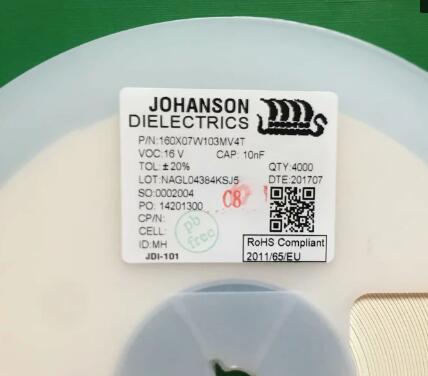 JOHANSON
DIELECTRICS
P/N:160X07W103MV4T
VOC:16 V CAP: 10nF
TOL: ±20% QTY:4000
LOT:NAGL04384KSJ5 DTE:201707
SO:0002004 C8
PO: 14201300
CP/N:
CELL:
ID:MH
pb
free
JDI-101
RoHS Compliant
2011/65/EU